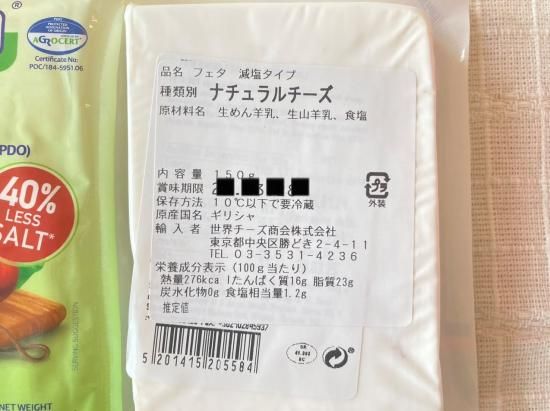 ®
PROTECTED DESIGNATION OF ORIGIN
AGROCERT
Certificate No:
POC/184-5951.06
PDO)
40%
LESS
SALT*
SERVING SUGGESTION
NET WEIGHT
品名 フェタ 減塩タイプ
種類別 ナチュラルチーズ
原材料名 生めん羊乳、生山羊乳、食塩
内容量 150g
賞味期限
保存方法 10℃以下で要冷蔵
原産国名 ギリシャ
輸入者 世界チーズ商会株式会社
東京都中央区勝どき2-4-11
TEL 03-3531-4236
栄養成分表示(100g当たり)
熱量276kcal たんぱく質16g 脂質23g
炭水化物0g 食塩相当量1.2g
推定値
プラ
外装
5 201415 205584